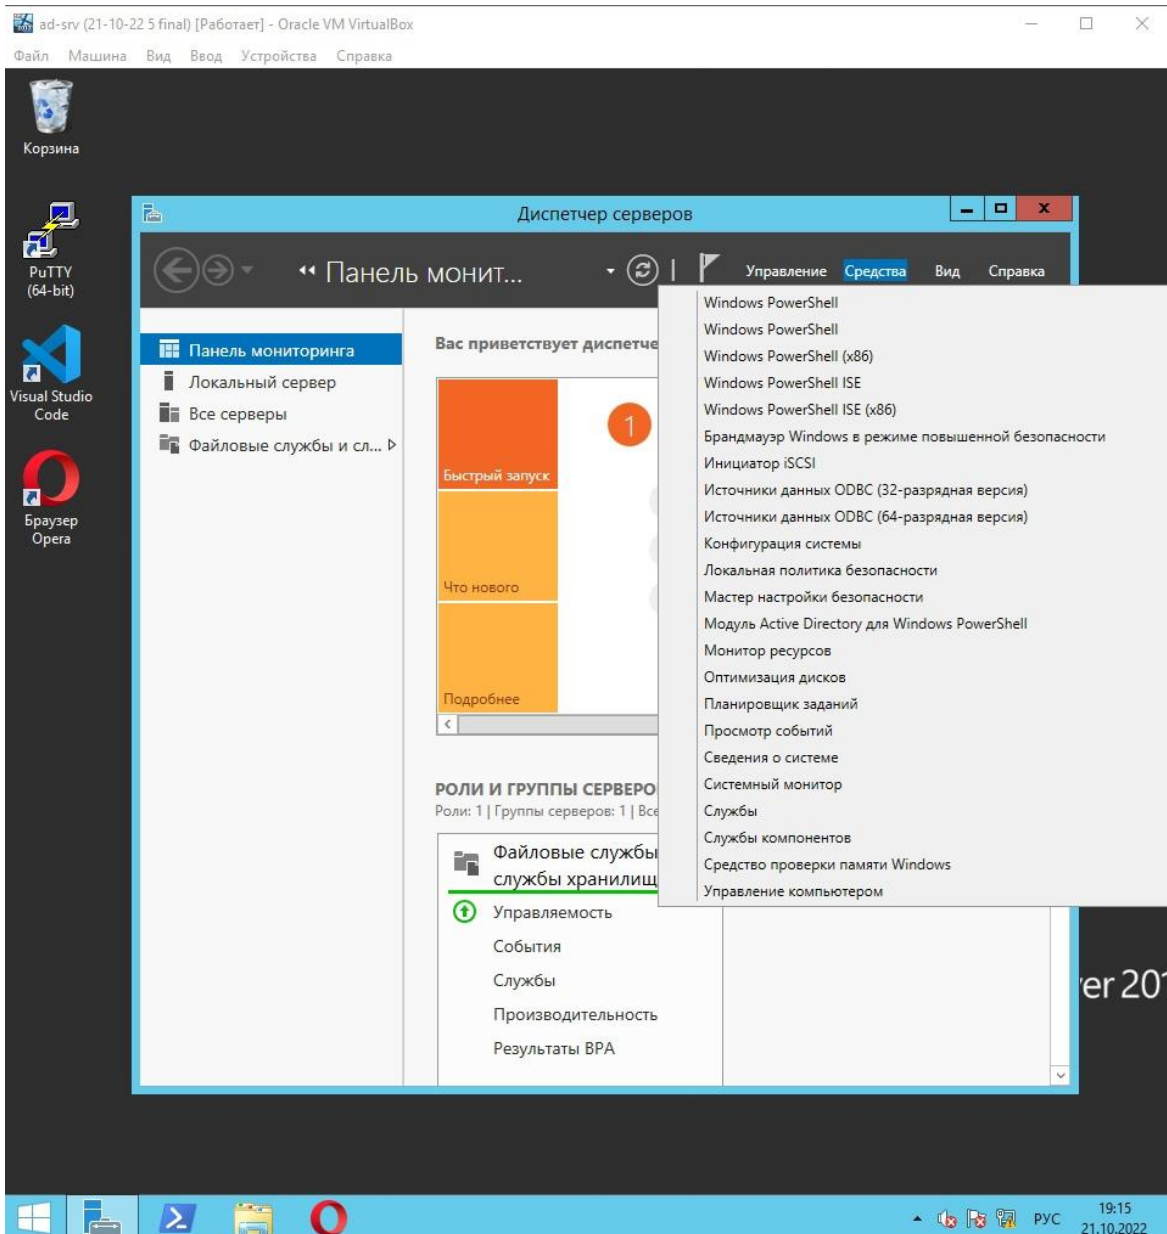 ad-srv (21-10-22 5 final) [Работает] - Oracle VM VirtualBox
Файл Машина Вид Ввод Устройства Справка
Корзина
PuTTY
(64-bit)
Visual Studio
Code
Браузер
Opera
Диспетчер серверов
Панель монит...
Управление Средства Вид Справка
Панель мониторинга
Локальный сервер
Все серверы
Файловые службы и сл...
Вас приветствует диспетче
1
Быстрый запуск
Что нового
Подробнее
РОЛИ И ГРУППЫ СЕРВЕРО
Роли: 1 | Группы серверов: 1 | Все
Файловые службы
службы хранилищ
Управляемость
События
Службы
Производительность
Результаты BPA
Windows PowerShell
Windows PowerShell
Windows PowerShell (x86)
Windows PowerShell ISE
Windows PowerShell ISE (x86)
Брандмауэр Windows в режиме повышенной безопасности
Инициатор iSCSI
Источники данных ODBC (32-разрядная версия)
Источники данных ODBC (64-разрядная версия)
Конфигурация системы
Локальная политика безопасности
Мастер настройки безопасности
Модуль Active Directory для Windows PowerShell
Монитор ресурсов
Оптимизация дисков
Планировщик заданий
Просмотр событий
Сведения о системе
Системный монитор
Службы
Службы компонентов
Средство проверки памяти Windows
Управление компьютером
er 201
РУС
19:15
21.10.2022